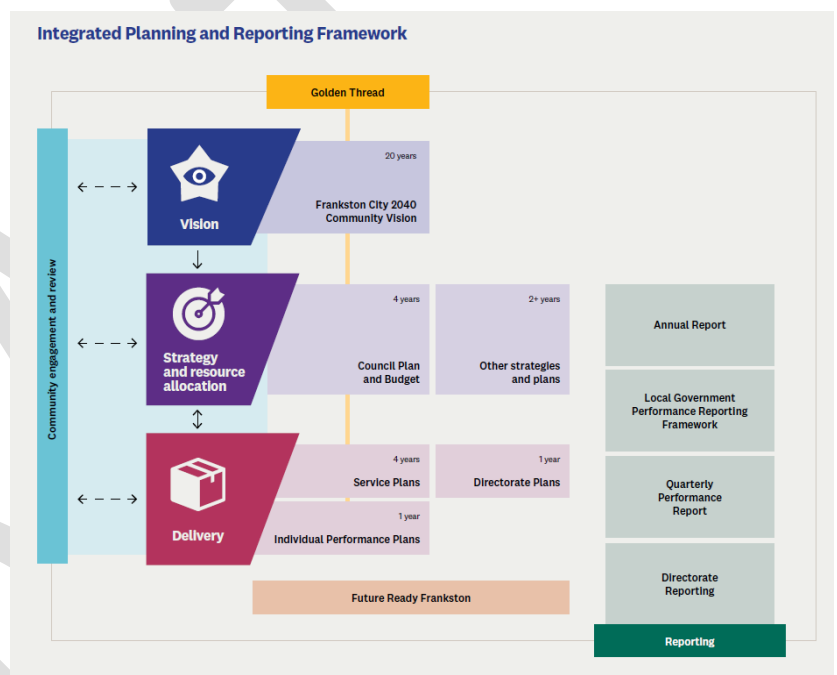 Integrated Planning and Reporting Framework
Golden Thread
Community engagement and review
Vision
20 years
Frankston City 2040
Community Vision
Strategy
and resource
allocation
4 years
Council Plan
and Budget
2+ years
Other strategies
and plans
Delivery
4 years
Service Plans
1 year
Directorate Plans
1 year
Individual Performance Plans
Future Ready Frankston
Annual Report
Local Government
Performance Reporting
Framework
Quarterly
Performance
Report
Directorate
Reporting
Reporting